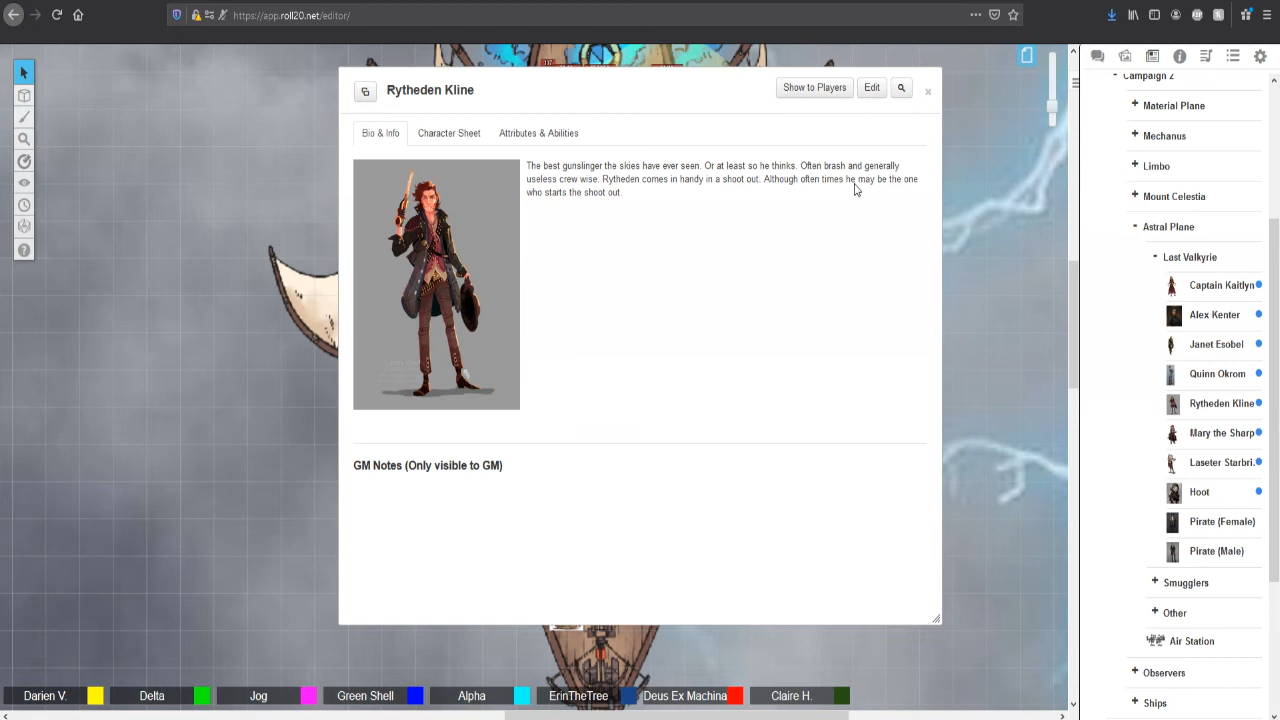 https://app.roll20.net/editor/
Campaign 2
Rytheden Kline
Show to Players
Edit
Bio & Info
Character Sheet
Attributes & Abilities
The best gunslinger the skies have ever seen. Or at least so he thinks. Often brash and generally
useless crew wise. Rytheden comes in handy in a shoot out. Although often times he may be the one
who starts the shoot out.
GM Notes (Only visible to GM)
Material Plane
Mechanus
Limbo
Mount Celestia
Astral Plane
Last Valkyrie
Captain Kaitlyn
Alex Kenter
Janet Esobel
Quinn Okrom
Rytheden Kline
Mary the Sharp
Laseter Starbri.
Hoot
Pirate (Female)
Pirate (Male)
Smugglers
Other
Air Station
Observers
Ships
Darien V.
Delta
Jog
Green Shell
Alpha
ErinTheTree
Deus Ex Machina
Claire H.